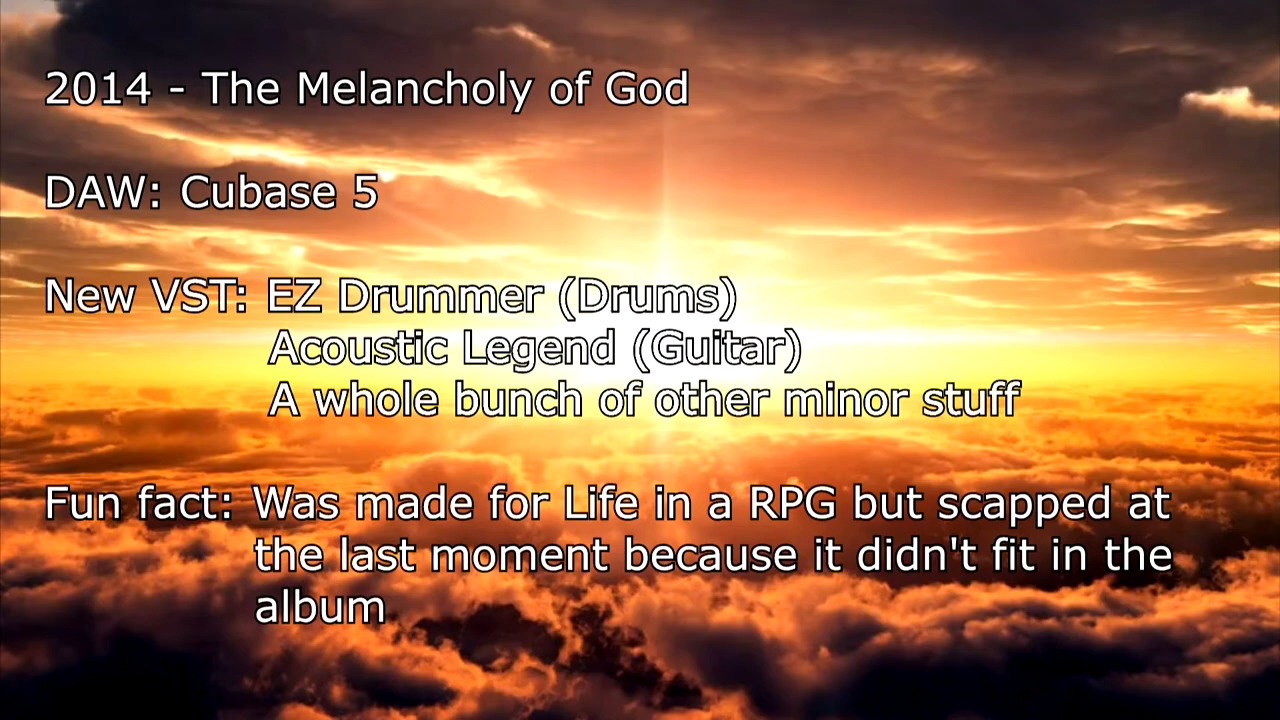 2014 - The Melancholy of God
DAW: Cubase 5
New VST: EZ Drummer (Drums)
Acoustic Legend (Guitar)
A whole bunch of other minor stuff
Fun fact: Was made for Life in a RPG but scapped at
the last moment because it didn't fit in the
album